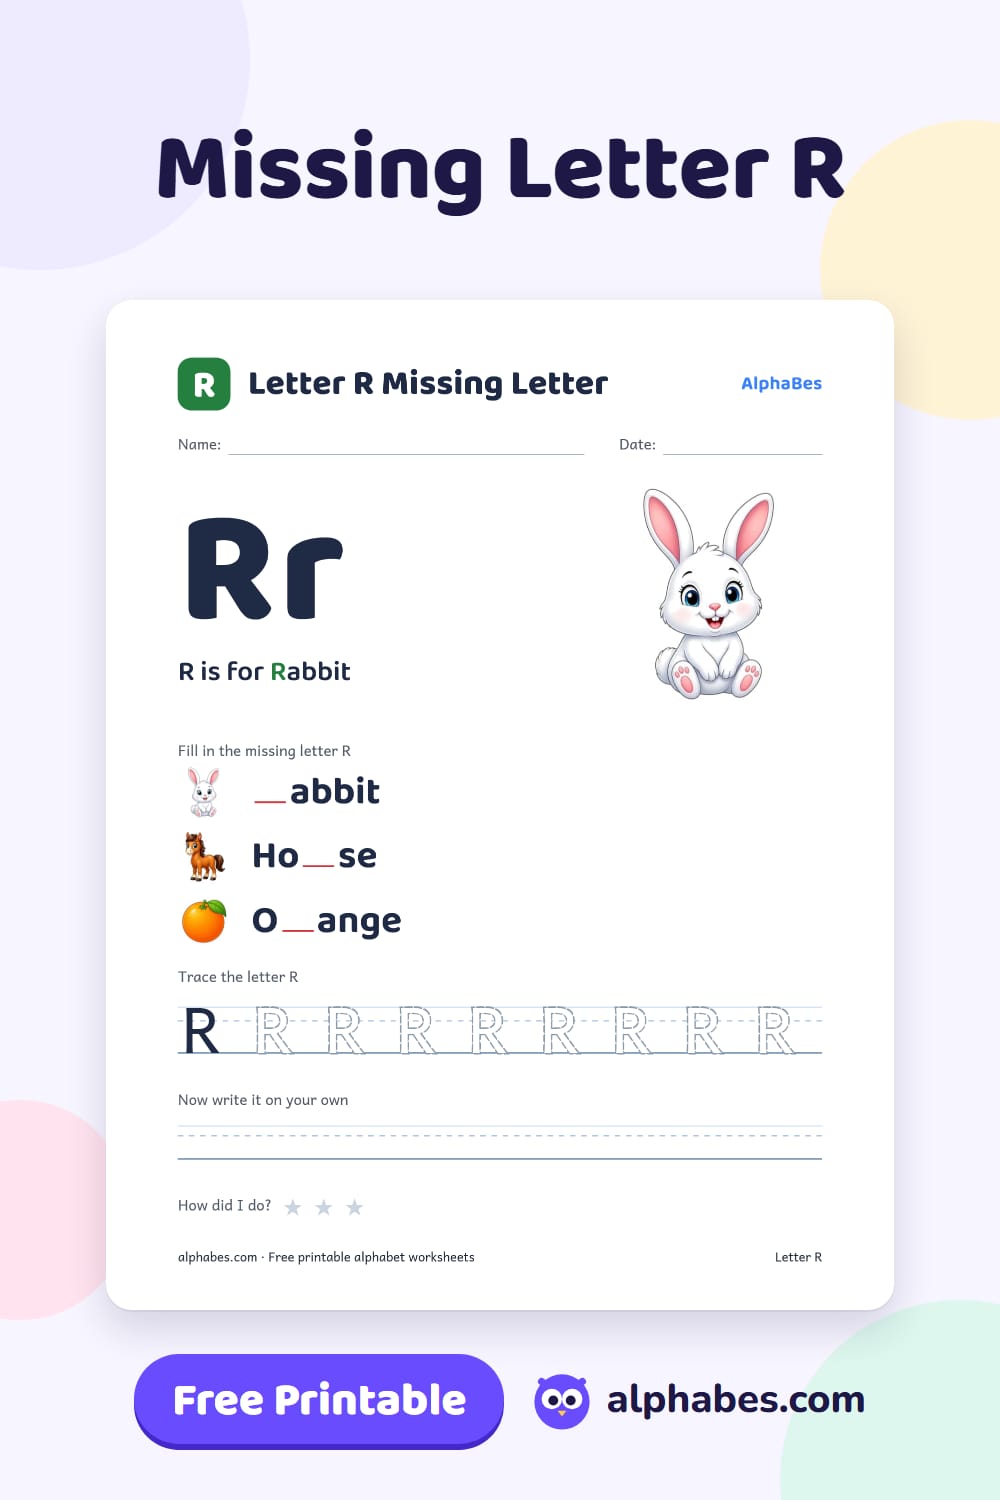 Missing Letter R
R Letter R Missing Letter AlphaBes
Name: Date:
Rr
R is for Rabbit
Fill in the missing letter R
__abbit
Ho__se
O__ange
Trace the letter R
R R R R R R R R R
Now write it on your own
How did I do?
alphabes.com · Free printable alphabet worksheets Letter R
Free Printable alphabes.com